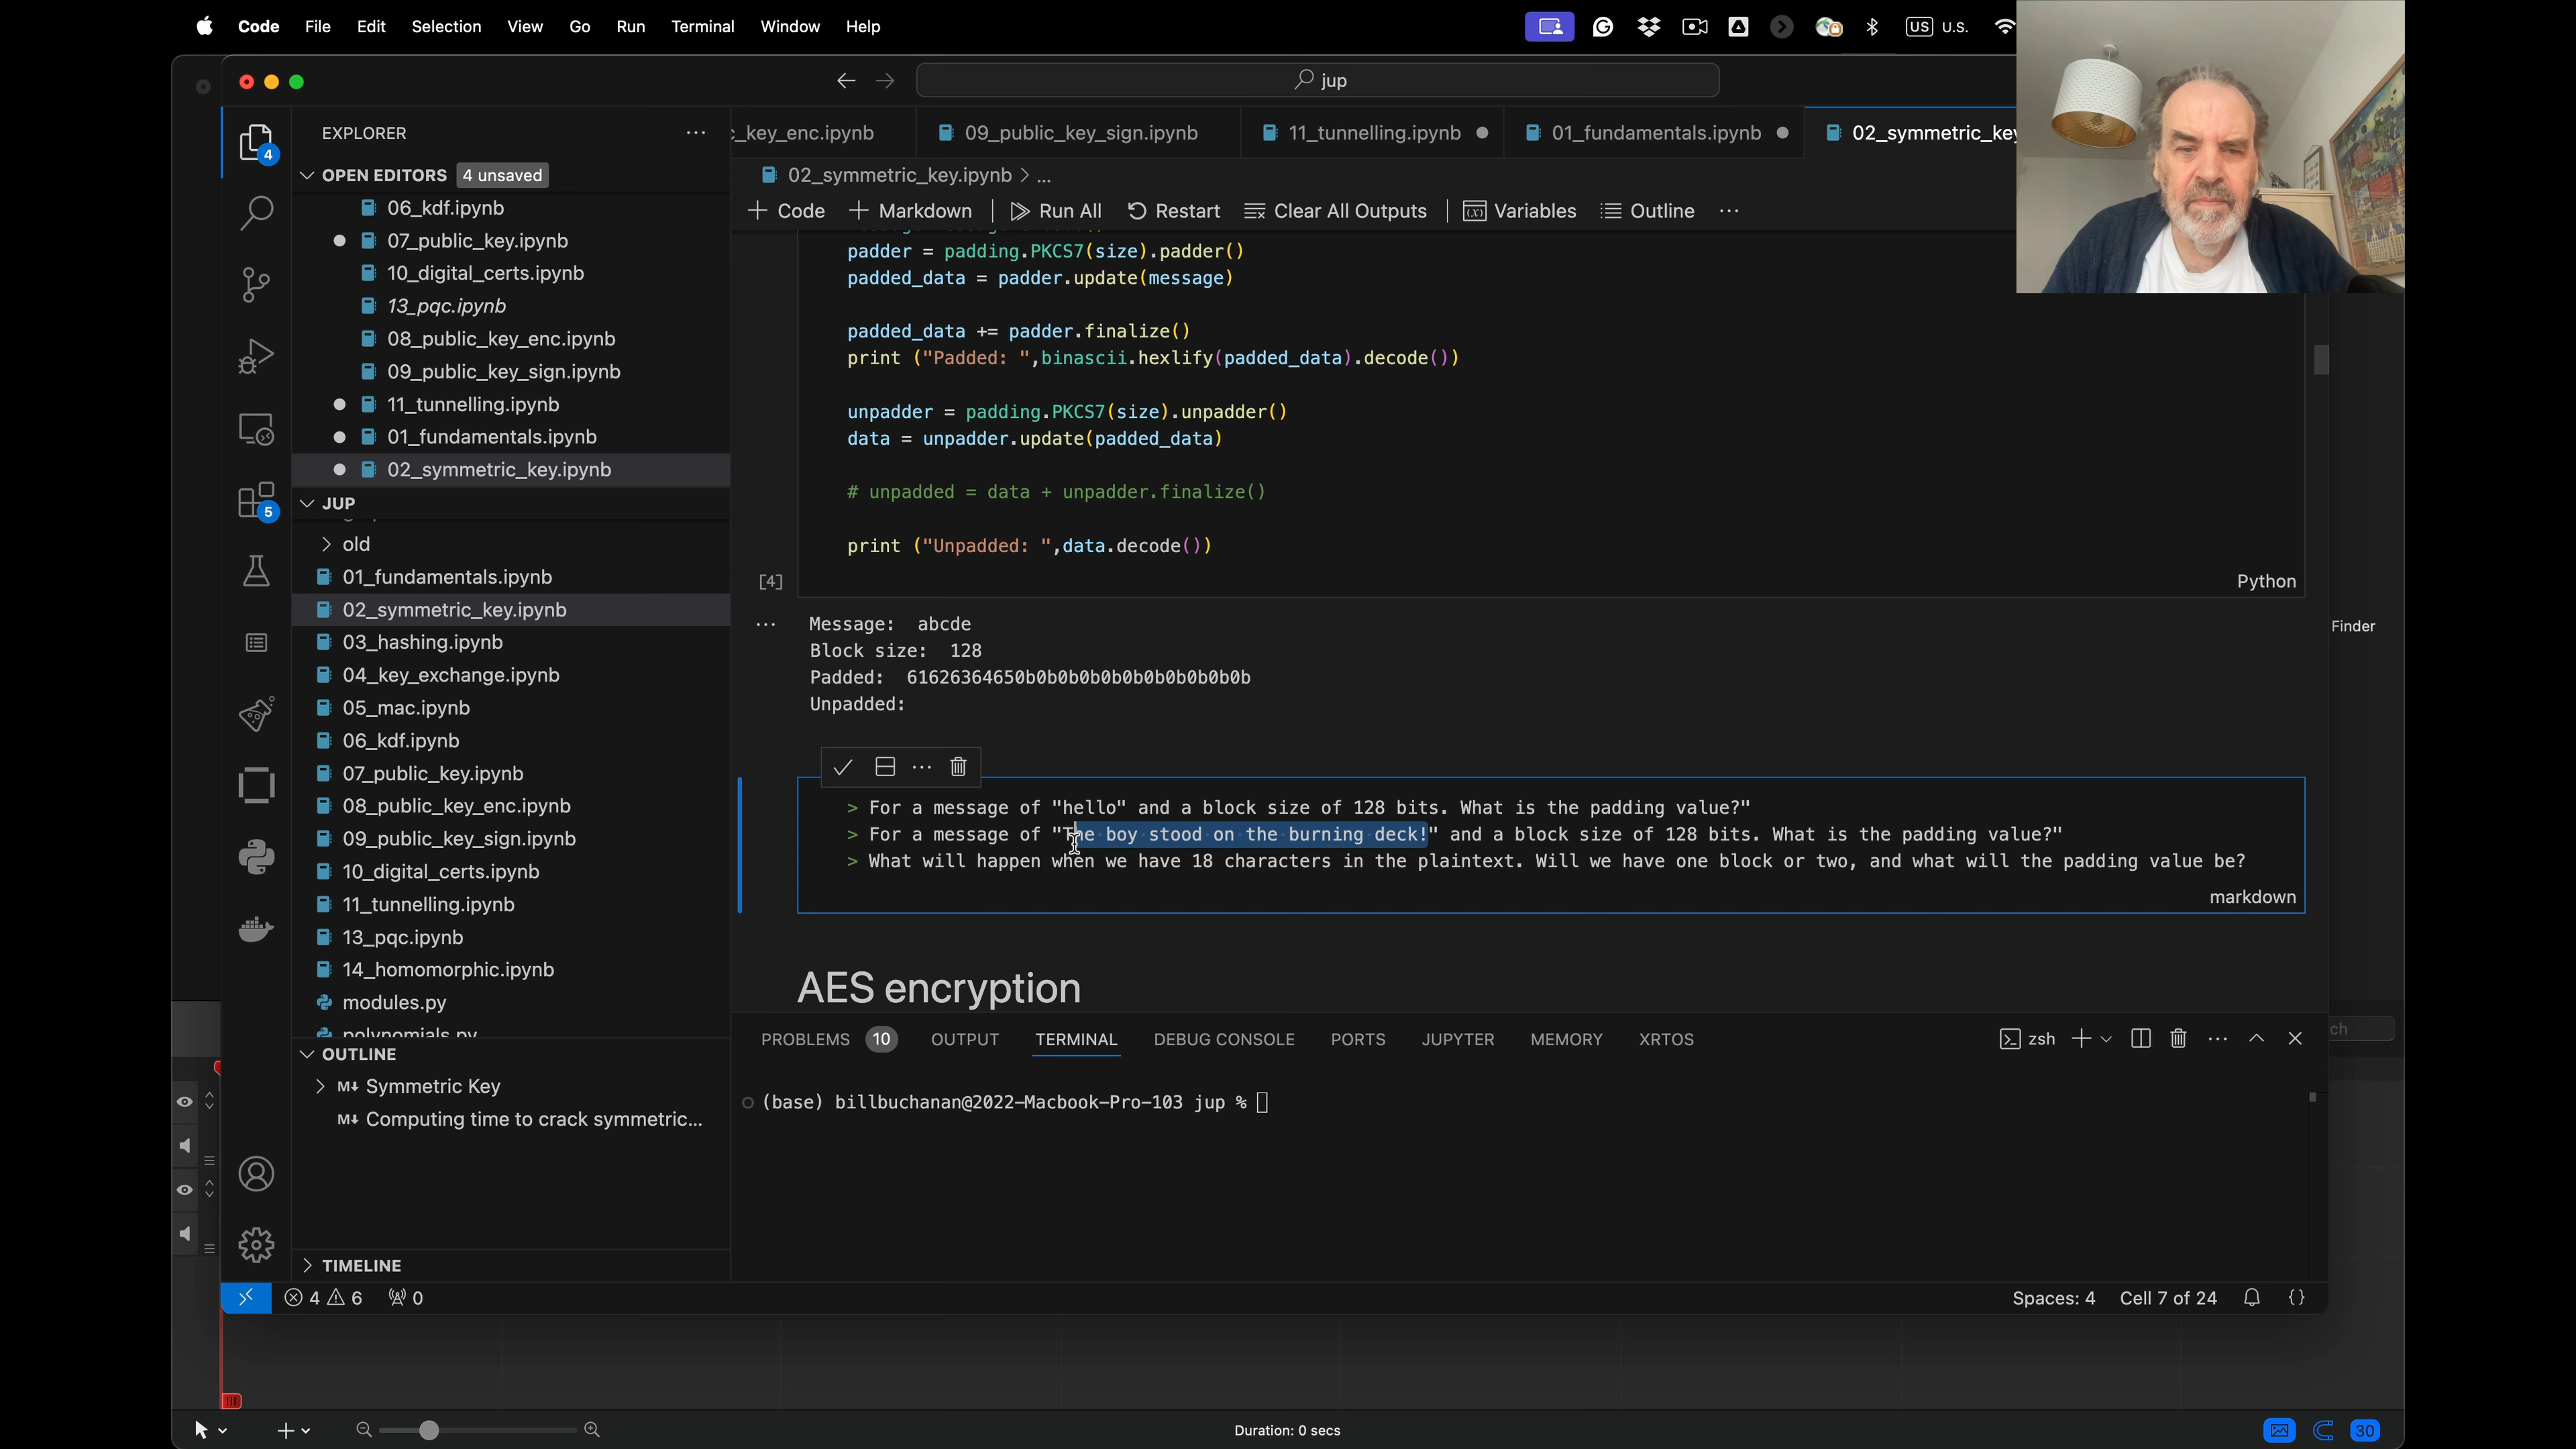 Code File Edit Selection View Go Run Terminal Window Help
US U.S.
jup
EXPLORER
OPEN EDITORS 4 unsaved
06_kdf.ipynb
07_public_key.ipynb
10_digital_certs.ipynb
13_pqc.ipynb
08_public_key_enc.ipynb
09_public_key_sign.ipynb
11_tunnelling.ipynb
01_fundamentals.ipynb
02_symmetric_key.ipynb
JUP
old
01_fundamentals.ipynb
02_symmetric_key.ipynb
03_hashing.ipynb
04_key_exchange.ipynb
05_mac.ipynb
06_kdf.ipynb
07_public_key.ipynb
08_public_key_enc.ipynb
09_public_key_sign.ipynb
10_digital_certs.ipynb
11_tunnelling.ipynb
13_pqc.ipynb
14_homomorphic.ipynb
modules.py
polynomials.py
OUTLINE
M↓ Symmetric Key
M↓ Computing time to crack symmetric...
TIMELINE
4
5
_key_enc.ipynb 09_public_key_sign.ipynb 11_tunnelling.ipynb 01_fundamentals.ipynb 02_symmetric_key
02_symmetric_key.ipynb > ...
+ Code + Markdown Run All Restart Clear All Outputs Variables Outline ...
padder = padding.PKCS7(size).padder()
padded_data = padder.update(message)
padded_data += padder.finalize()
print ("Padded: ",binascii.hexlify(padded_data).decode())
unpadder = padding.PKCS7(size).unpadder()
data = unpadder.update(padded_data)
# unpadded = data + unpadder.finalize()
print ("Unpadded: ",data.decode())
[4]
Python
Message: abcde
Block size: 128
Padded: 61626364650b0b0b0b0b0b0b0b0b0b0b
Unpadded:
> For a message of "hello" and a block size of 128 bits. What is the padding value?"
> For a message of "The boy stood on the burning deck!" and a block size of 128 bits. What is the padding value?"
> What will happen when we have 18 characters in the plaintext. Will we have one block or two, and what will the padding value be?
markdown
AES encryption
PROBLEMS 10 OUTPUT TERMINAL DEBUG CONSOLE PORTS JUPYTER MEMORY XRTOS
zsh
(base) billbuchanan@2022-Macbook-Pro-103 jup %
4 6 0
Spaces: 4 Cell 7 of 24 {}
Finder
ch
Duration: 0 secs
30